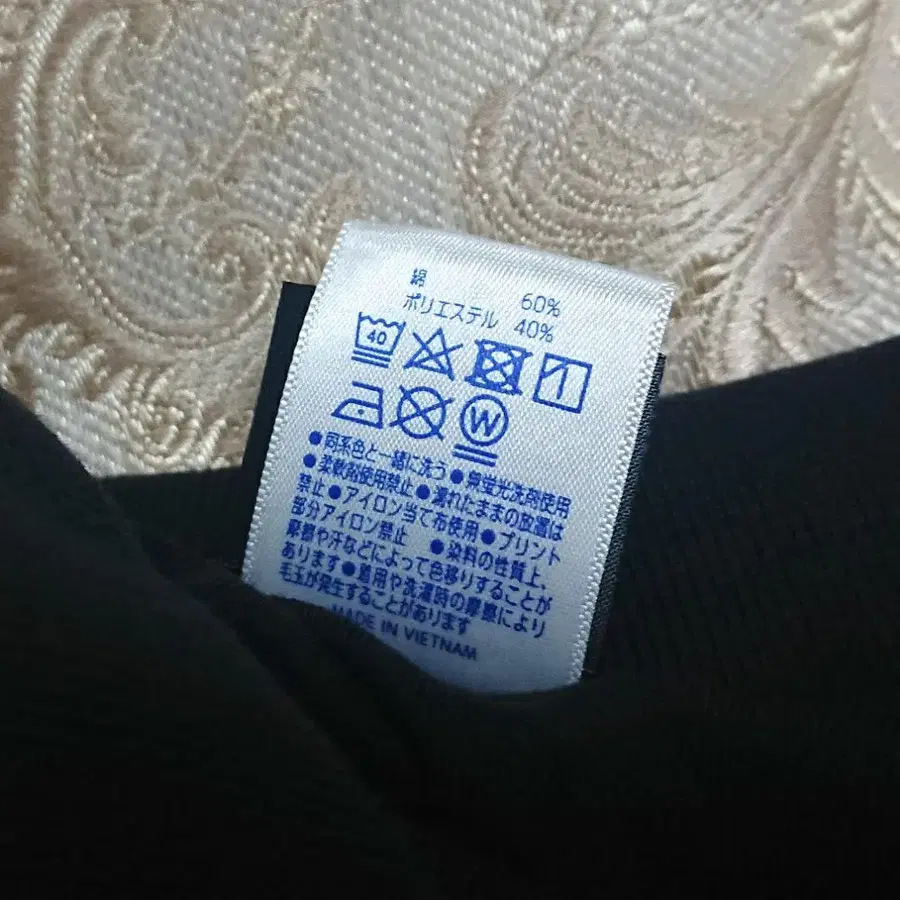 綿 60%
ポリエステル 40%
40
W
●同系色と一緒に洗う●無蛍光洗剤使用
●柔軟剤使用禁止●濡れたままの放置は
禁止●アイロン当て布使用●プリント
部分アイロン禁止 ●染料の性質上、
摩擦や汗などによって色移りすることが
あります●着用や洗濯時の摩擦により
毛玉が発生することがあります
MADE IN VIETNAM